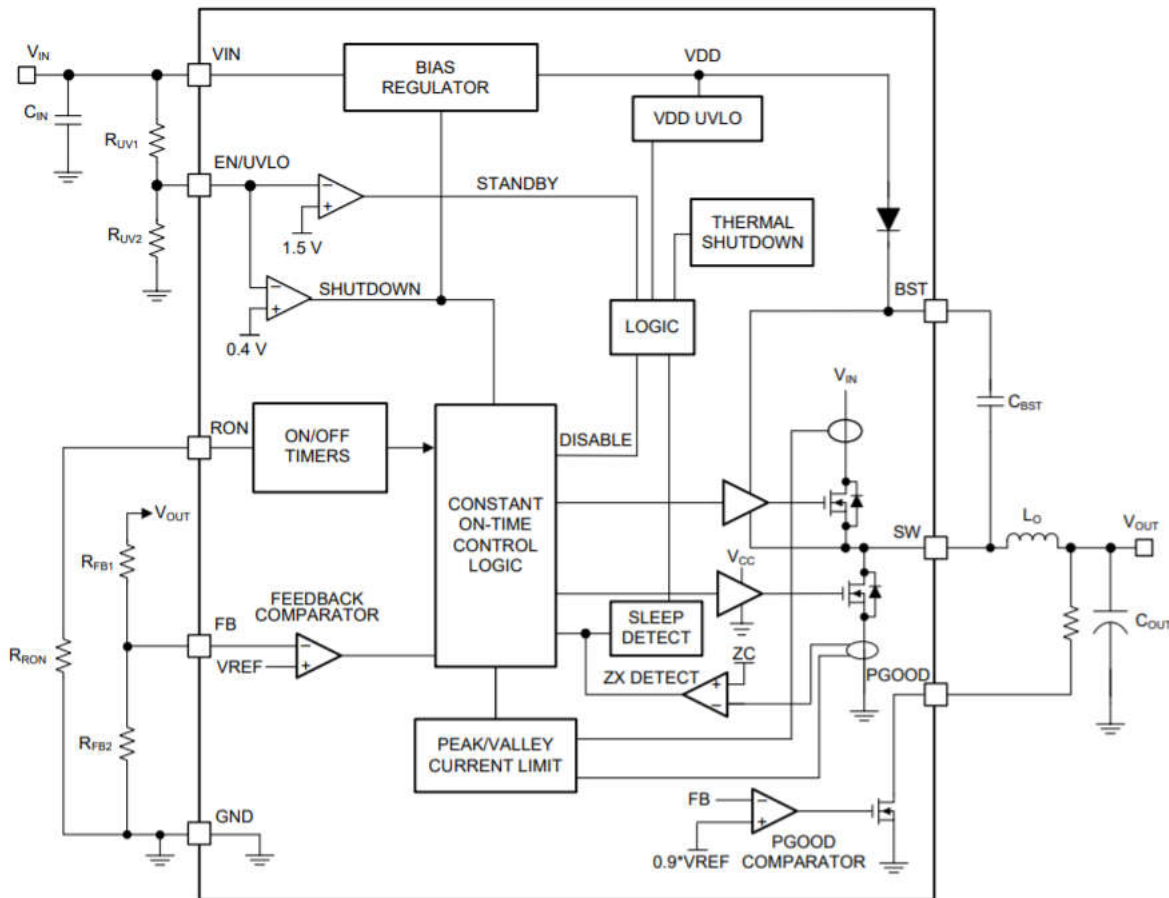 VIN
VIN
BIAS
REGULATOR
VDD
CIN
RUV1
VDD UVLO
EN/UVLO
STANDBY
−
+
1.5 V
RUV2
THERMAL
SHUTDOWN
SHUTDOWN
−
+
0.4 V
BST
LOGIC
VIN
CBST
RON
ON/OFF
TIMERS
DISABLE
CONSTANT
ON-TIME
CONTROL
LOGIC
VOUT
RFB1
SW
LO
VOUT
VCC
FEEDBACK
COMPARATOR
FB
−
VREF
+
SLEEP
DETECT
COUT
RRON
ZC
ZX DETECT
+
−
PGOOD
RFB2
PEAK/VALLEY
CURRENT LIMIT
GND
FB
−
+
0.9*VREF
PGOOD
COMPARATOR